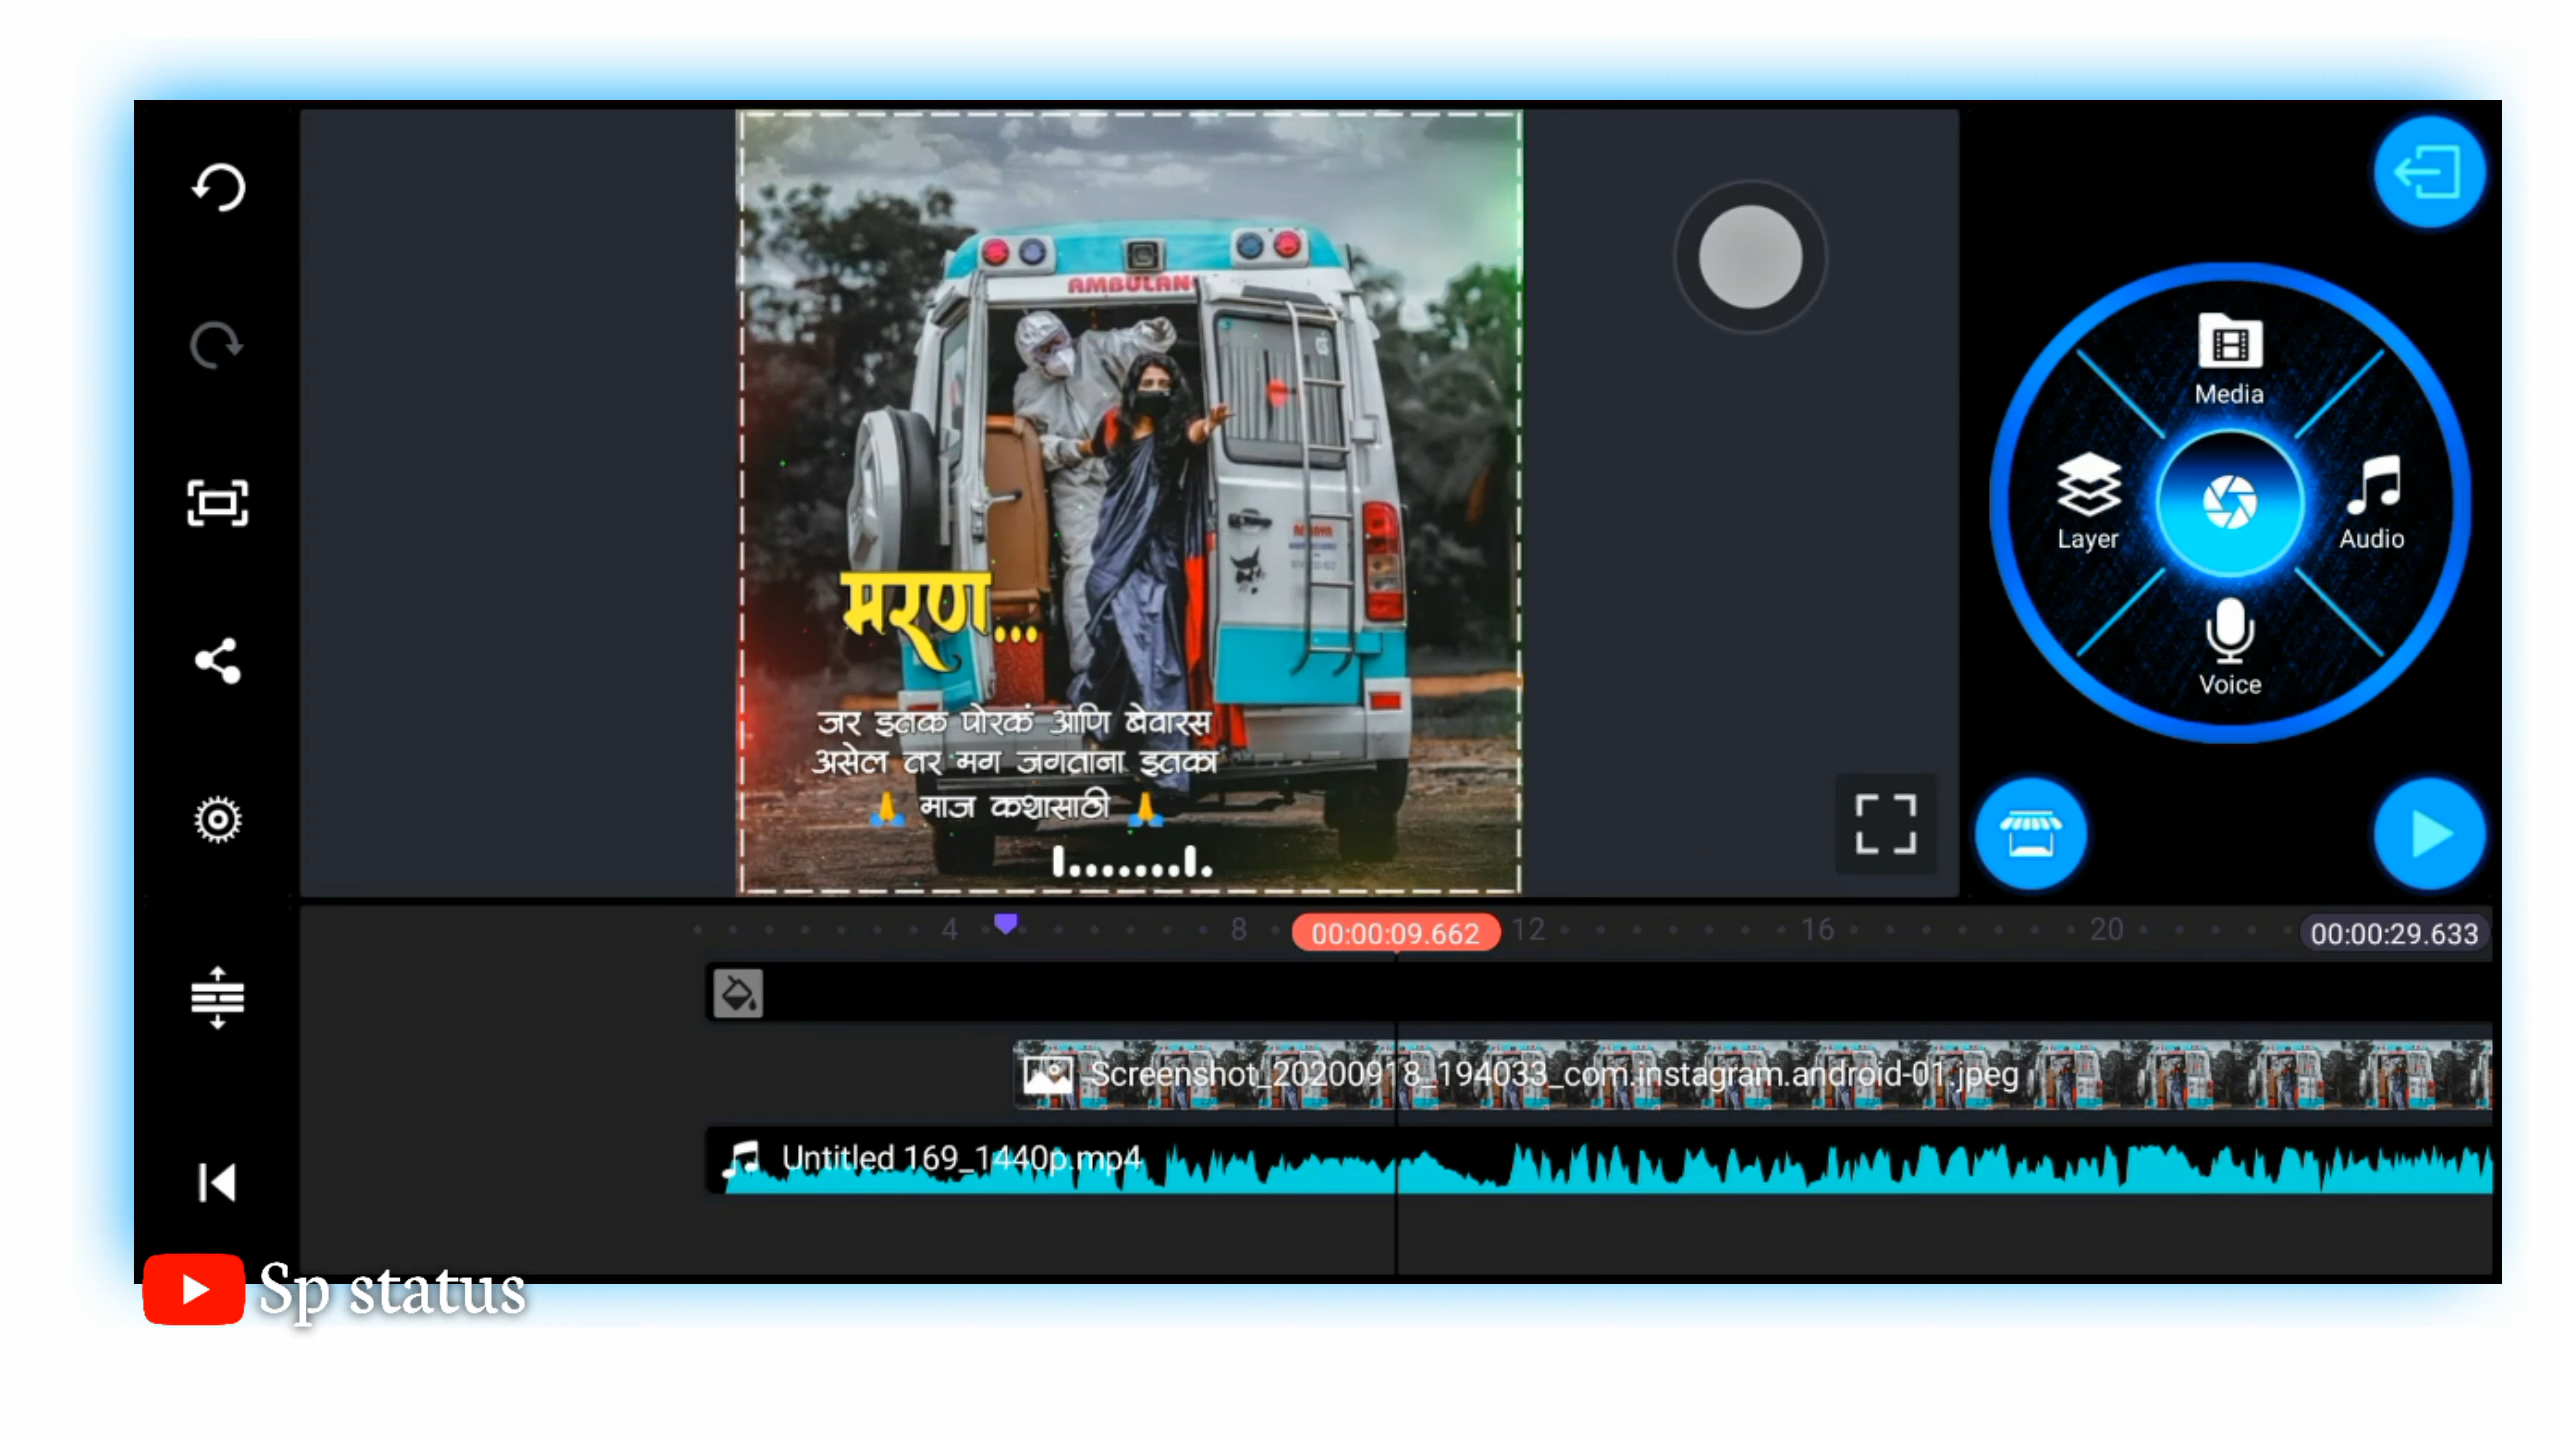 AMBULAN
Media
Layer
Audio
Voice
मरण...
जर इतक पोरकं आणि बेवारस
असेल तर मग जगताना इतका
🙏 माज कशासाठी 🙏
4
8
00:00:09.662
12
16
20
00:00:29.633
Screenshot_20200918_194033_com.instagram.android-01.jpeg
Untitled 169_1440p.mp4
Sp status